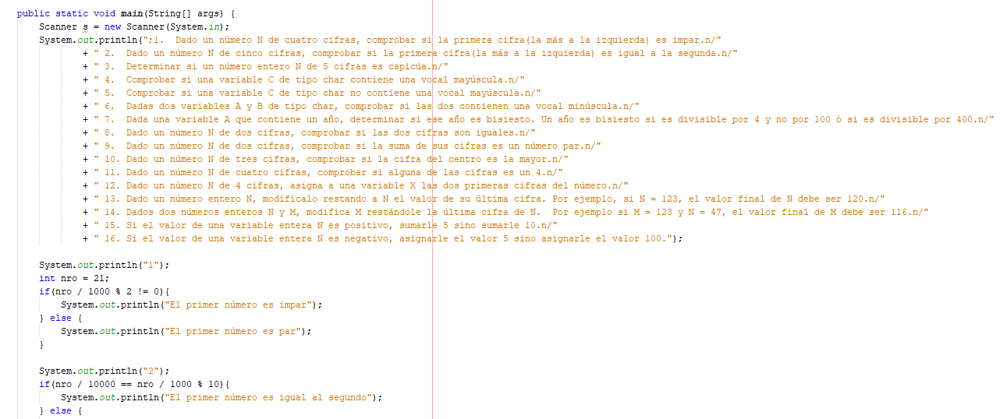 public static void main(String[] args) {
Scanner s = new Scanner(System.in);
System.out.println(";1.  Dado un número N de cuatro cifras, comprobar si la primera cifra(la más a la izquierda) es impar.n/"
+ " 2.  Dado un número N de cinco cifras, comprobar si la primera cifra(la más a la izquierda) es igual a la segunda.n/"
+ " 3.  Determinar si un número entero N de 5 cifras es capicúa.n/"
+ " 4.  Comprobar si una variable C de tipo char contiene una vocal mayúscula.n/"
+ " 5.  Comprobar si una variable C de tipo char no contiene una vocal mayúscula.n/"
+ " 6.  Dadas dos variables A y B de tipo char, comprobar si las dos contienen una vocal minúscula.n/"
+ " 7.  Dada una variable A que contiene un año, determinar si ese año es bisiesto. Un año es bisiesto si es divisible por 4 y no por 100 ó si es divisible por 400.n/"
+ " 8.  Dado un número N de dos cifras, comprobar si las dos cifras son iguales.n/"
+ " 9.  Dado un número N de dos cifras, comprobar si la suma de sus cifras es un número par.n/"
+ " 10. Dado un número N de tres cifras, comprobar si la cifra del centro es la mayor.n/"
+ " 11. Dado un número N de cuatro cifras, comprobar si alguna de las cifras es un 4.n/"
+ " 12. Dado un número N de 4 cifras, asigna a una variable X las dos primeras cifras del número.n/"
+ " 13. Dado un número entero N, modifícalo restando a N el valor de su última cifra. Por ejemplo, si N = 123, el valor final de N debe ser 120.n/"
+ " 14. Dados dos números enteros N y M, modifica M restándole la última cifra de N.  Por ejemplo si M = 123 y N = 47, el valor final de M debe ser 116.n/"
+ " 15. Si el valor de una variable entera N es positivo, sumarle 5 sino sumarle 10.n/"
+ " 16. Si el valor de una variable entera N es negativo, asignarle el valor 5 sino asignarle el valor 100.");
System.out.println("1");
int nro = 21;
if(nro / 1000 % 2 != 0){
System.out.println("El primer número es impar");
} else {
System.out.println("El primer número es par");
}
System.out.println("2");
if(nro / 10000 == nro / 1000 % 10){
System.out.println("El primer número es igual al segundo");
} else {